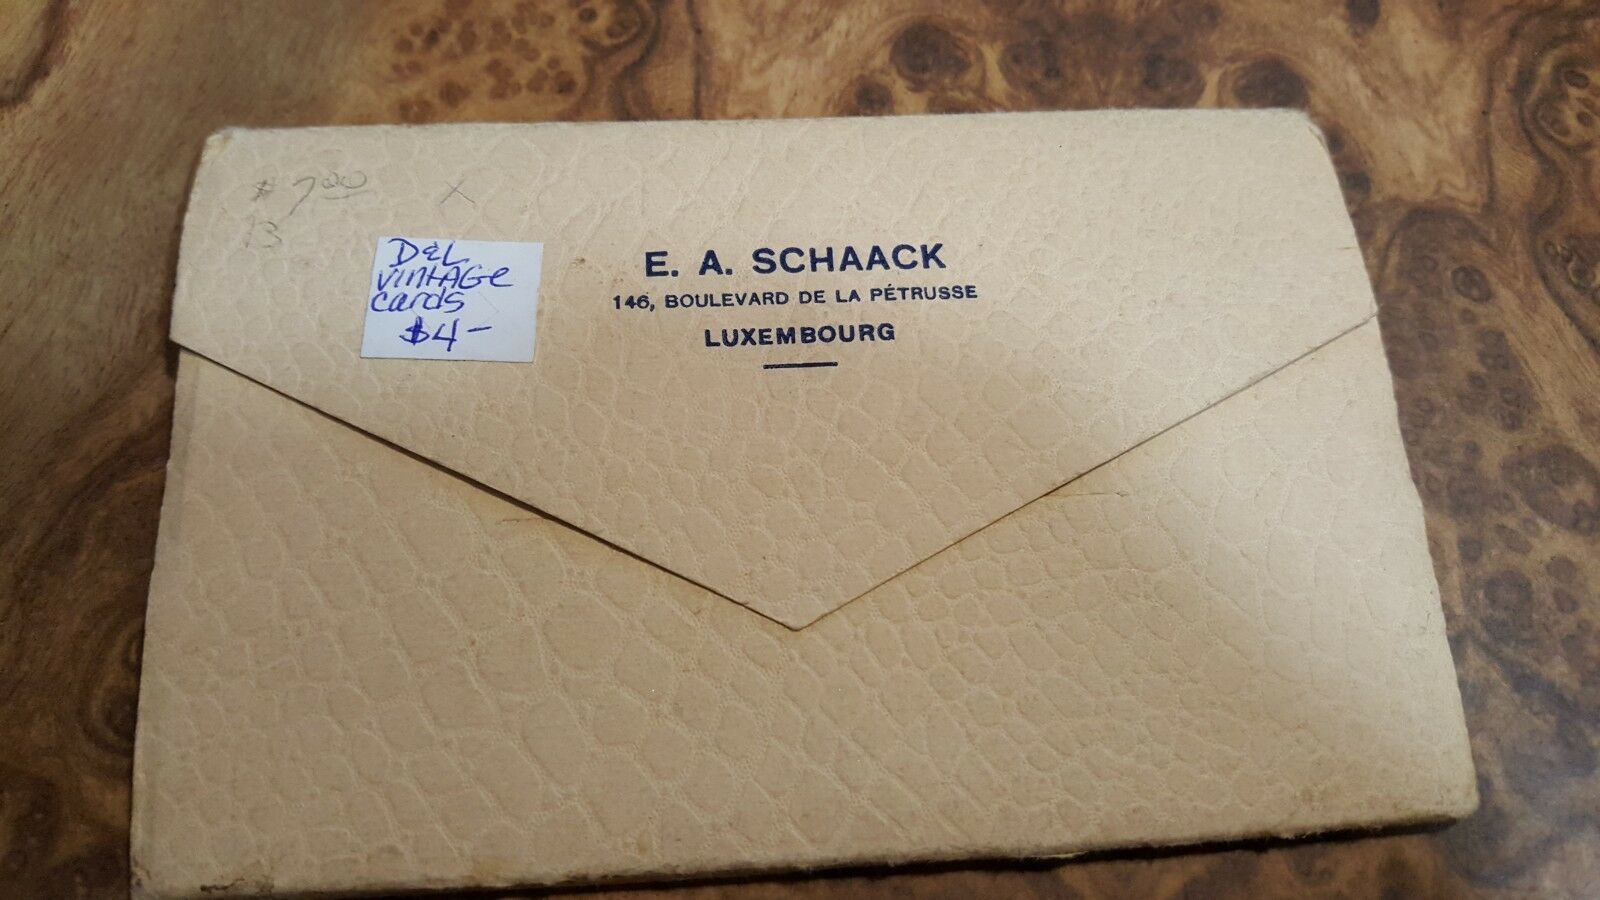 $7.00 x
13
D&L
VINTAGE
Cards
$4-
E. A. SCHAACK
146, BOULEVARD DE LA PÉTRUSSE
LUXEMBOURG